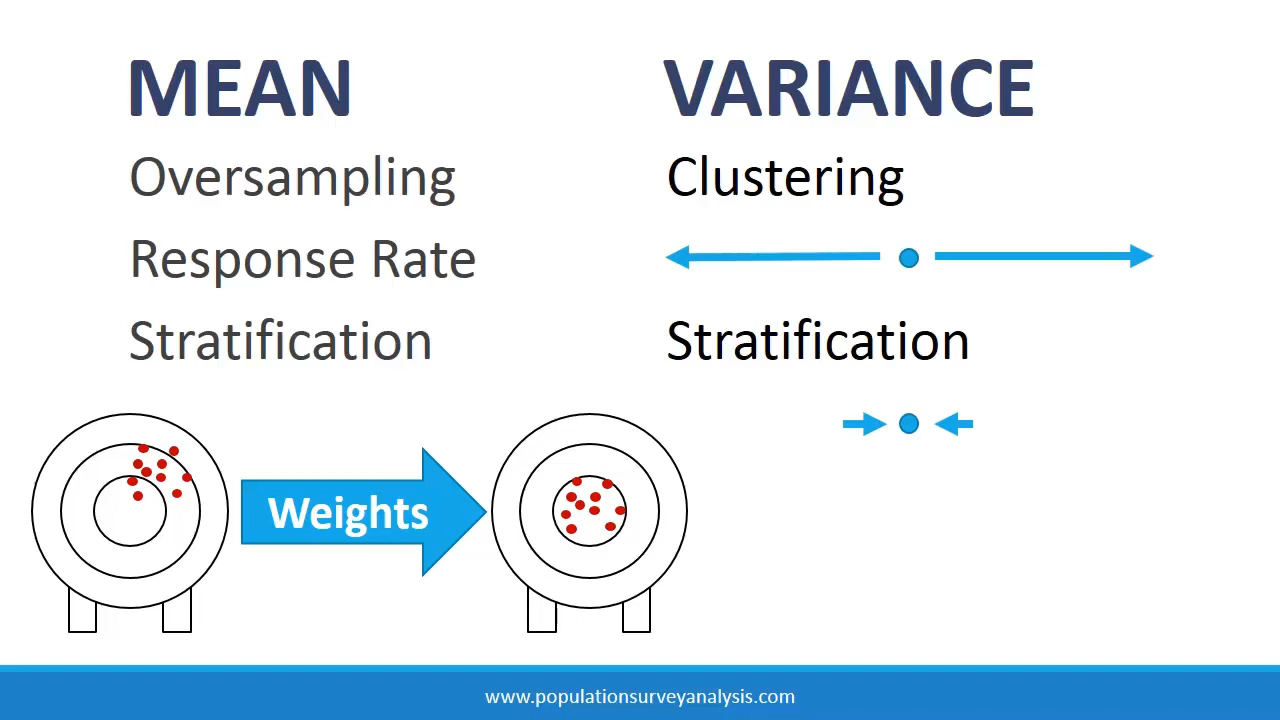 MEAN
Oversampling
Response Rate
Stratification
VARIANCE
Clustering
Stratification
Weights
www.populationsurveyanalysis.com